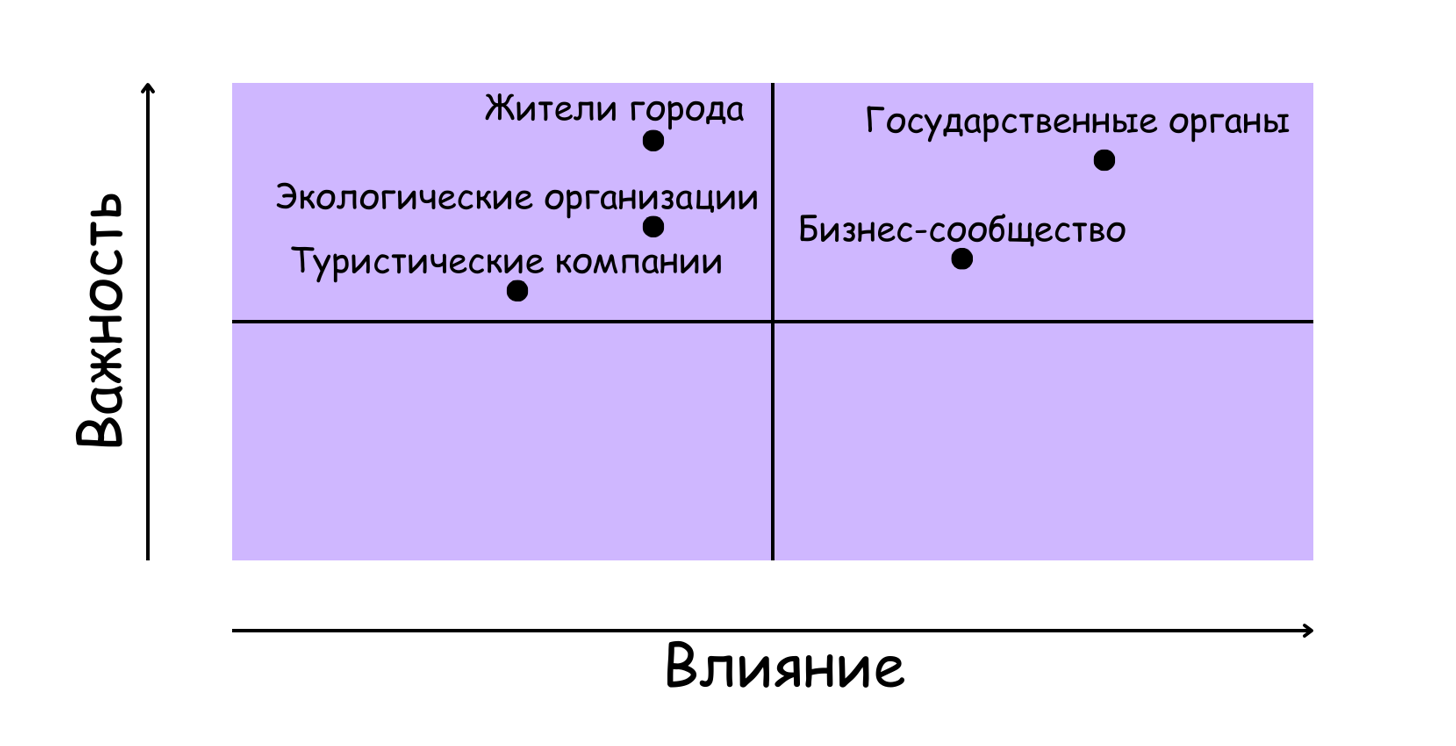 Жители города
Государственные органы
Экологические организации
Бизнес-сообщество
Туристические компании
Важность
Влияние